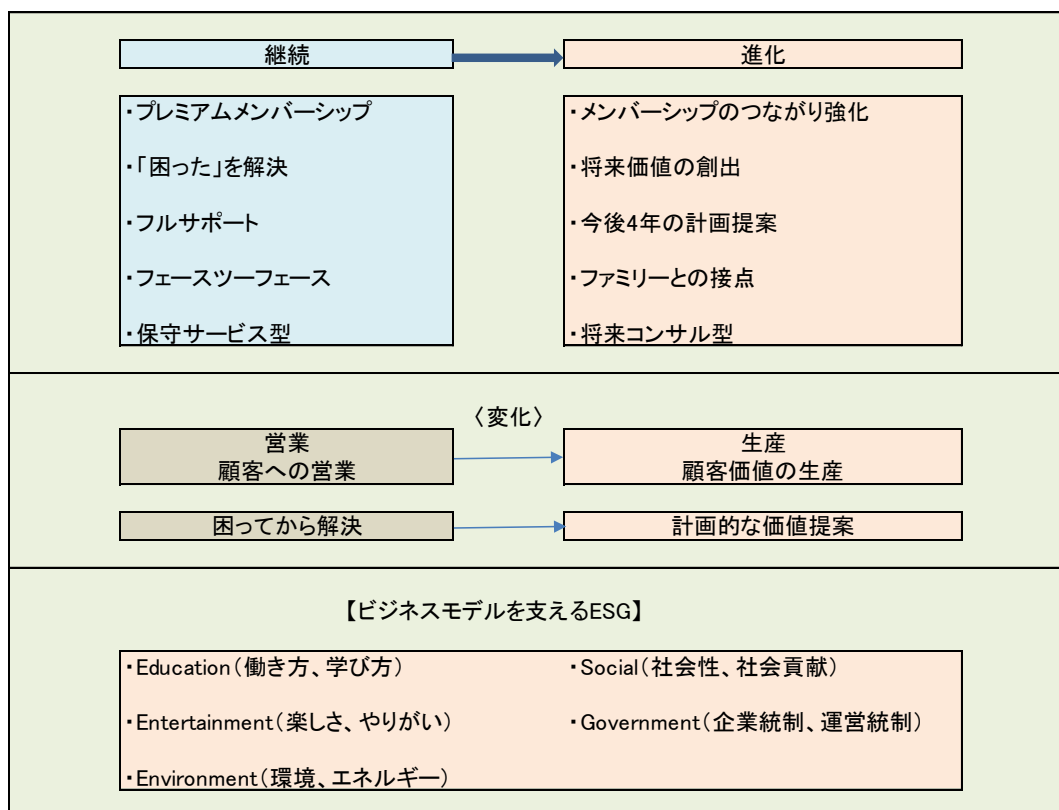 継続
進化
・プレミアムメンバーシップ
・「困った」を解決
・フルサポート
・フェースツーフェース
・保守サービス型
・メンバーシップのつながり強化
・将来価値の創出
・今後4年の計画提案
・ファミリーとの接点
・将来コンサル型
〈変化〉
営業
顧客への営業
生産
顧客価値の生産
困ってから解決
計画的な価値提案
【ビジネスモデルを支えるESG】
・Education(働き方、学び方)
・Entertainment(楽しさ、やりがい)
・Environment(環境、エネルギー)
・Social(社会性、社会貢献)
・Government(企業統制、運営統制)